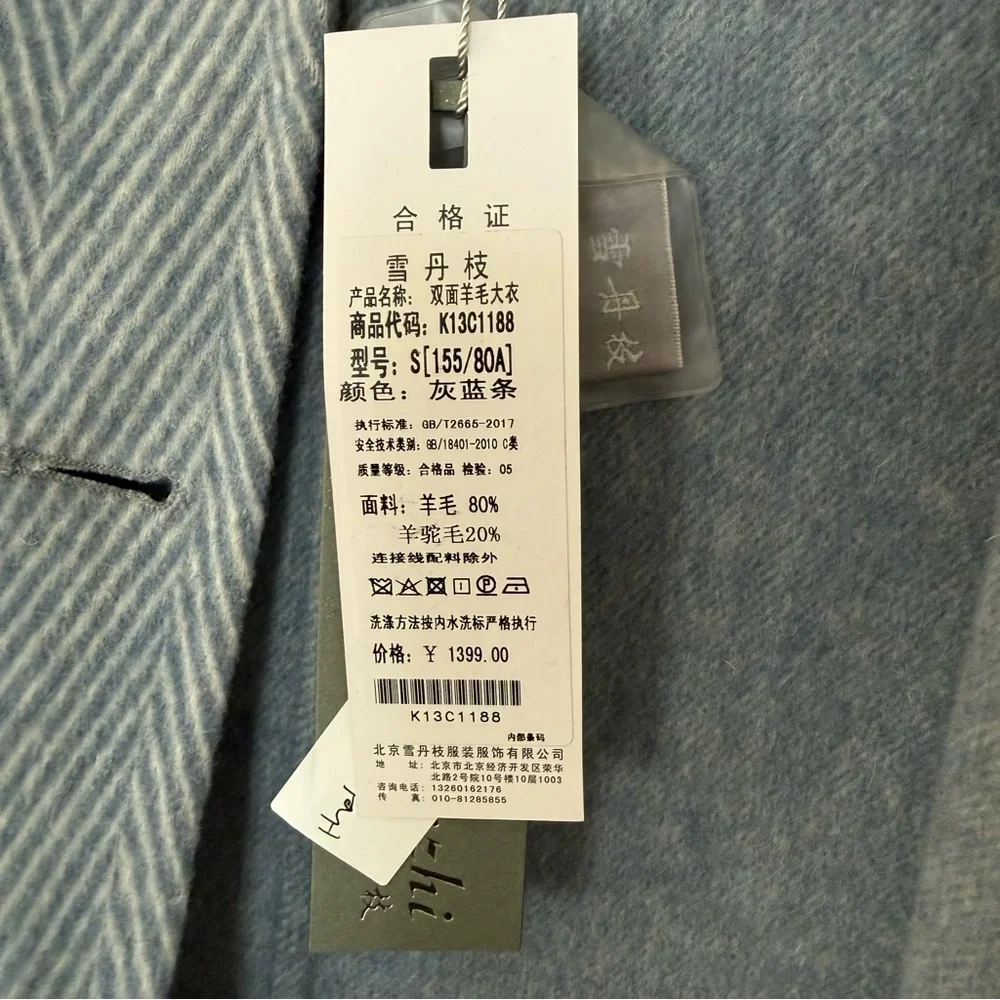 合格证
雪丹枝
产品名称： 双面羊毛大衣
商品代码：K13C1188
型号：S[155/80A]
颜色：灰蓝条
执行标准：GB/T2665-2017
安全技术类别：GB/18401-2010 C类
质量等级：合格品 检验：05
面料：羊毛 80%
羊驼毛20%
连接线配料除外
洗涤方法按内水洗标严格执行
价格：￥ 1399.00
K13C1188
内部条码
北京雪丹枝服装服饰有限公司
地 址：北京市北京经济开发区荣华
北路2号院10号楼10层1003
咨询电话：13260162176
传 真：010-81285855
雪丹枝
hi
枝